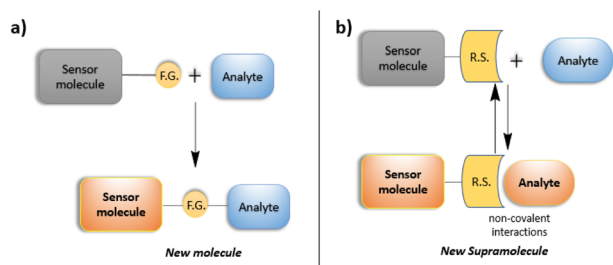 a)
Sensor
molecule
F.G.
+
Analyte
Sensor
molecule
F.G.
Analyte
New molecule
b)
Sensor
molecule
R.S.
+
Analyte
Sensor
molecule
R.S.
Analyte
non-covalent
interactions
New Supramolecule